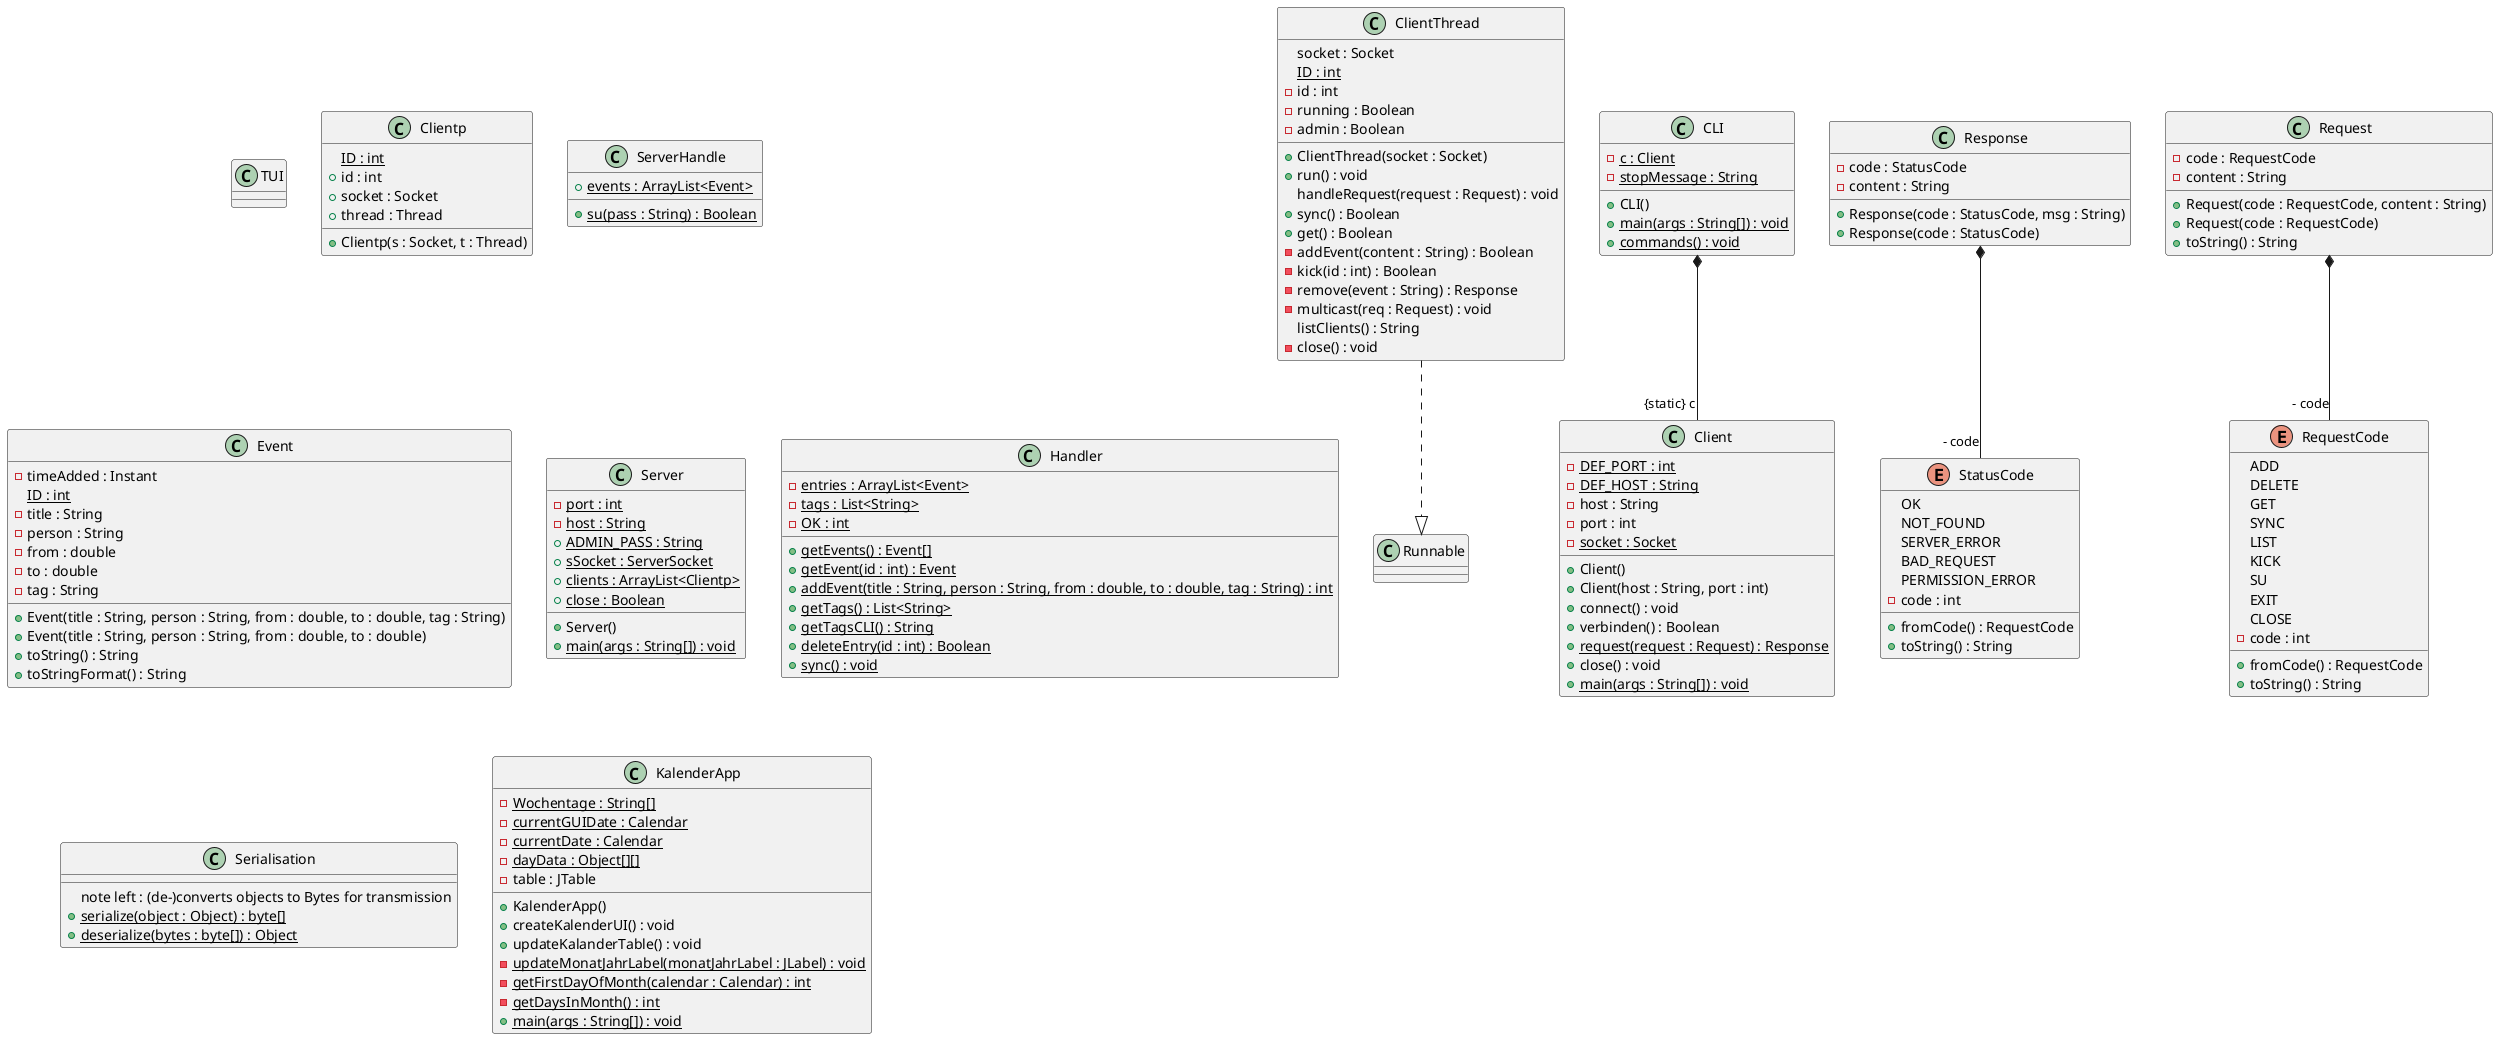 C ClientThread
socket : Socket
ID : int
id : int
running : Boolean
admin : Boolean
ClientThread(socket : Socket)
run() : void
handleRequest(request : Request) : void
sync() : Boolean
get() : Boolean
addEvent(content : String) : Boolean
kick(id : int) : Boolean
remove(event : String) : Response
multicast(req : Request) : void
listClients() : String
close() : void
C TUI
C Clientp
ID : int
id : int
socket : Socket
thread : Thread
Clientp(s : Socket, t : Thread)
C ServerHandle
events : ArrayList<Event>
su(pass : String) : Boolean
C CLI
c : Client
stopMessage : String
CLI()
main(args : String[]) : void
commands() : void
C Response
code : StatusCode
content : String
Response(code : StatusCode, msg : String)
Response(code : StatusCode)
C Request
code : RequestCode
content : String
Request(code : RequestCode, content : String)
Request(code : RequestCode)
toString() : String
{static} c
- code
- code
C Event
timeAdded : Instant
ID : int
title : String
person : String
from : double
to : double
tag : String
Event(title : String, person : String, from : double, to : double, tag : String)
Event(title : String, person : String, from : double, to : double)
toString() : String
toStringFormat() : String
C Server
port : int
host : String
ADMIN_PASS : String
sSocket : ServerSocket
clients : ArrayList<Clientp>
close : Boolean
Server()
main(args : String[]) : void
C Handler
entries : ArrayList<Event>
tags : List<String>
OK : int
getEvents() : Event[]
getEvent(id : int) : Event
addEvent(title : String, person : String, from : double, to : double, tag : String) : int
getTags() : List<String>
getTagsCLI() : String
deleteEntry(id : int) : Boolean
sync() : void
C Runnable
C Client
DEF_PORT : int
DEF_HOST : String
host : String
port : int
socket : Socket
Client()
Client(host : String, port : int)
connect() : void
verbinden() : Boolean
request(request : Request) : Response
close() : void
main(args : String[]) : void
E StatusCode
OK
NOT_FOUND
SERVER_ERROR
BAD_REQUEST
PERMISSION_ERROR
code : int
fromCode() : RequestCode
toString() : String
E RequestCode
ADD
DELETE
GET
SYNC
LIST
KICK
SU
EXIT
CLOSE
code : int
fromCode() : RequestCode
toString() : String
C Serialisation
note left : (de-)converts objects to Bytes for transmission
serialize(object : Object) : byte[]
deserialize(bytes : byte[]) : Object
C KalenderApp
Wochentage : String[]
currentGUIDate : Calendar
currentDate : Calendar
dayData : Object[][]
table : JTable
KalenderApp()
createKalenderUI() : void
updateKalanderTable() : void
updateMonatJahrLabel(monatJahrLabel : JLabel) : void
getFirstDayOfMonth(calendar : Calendar) : int
getDaysInMonth() : int
main(args : String[]) : void